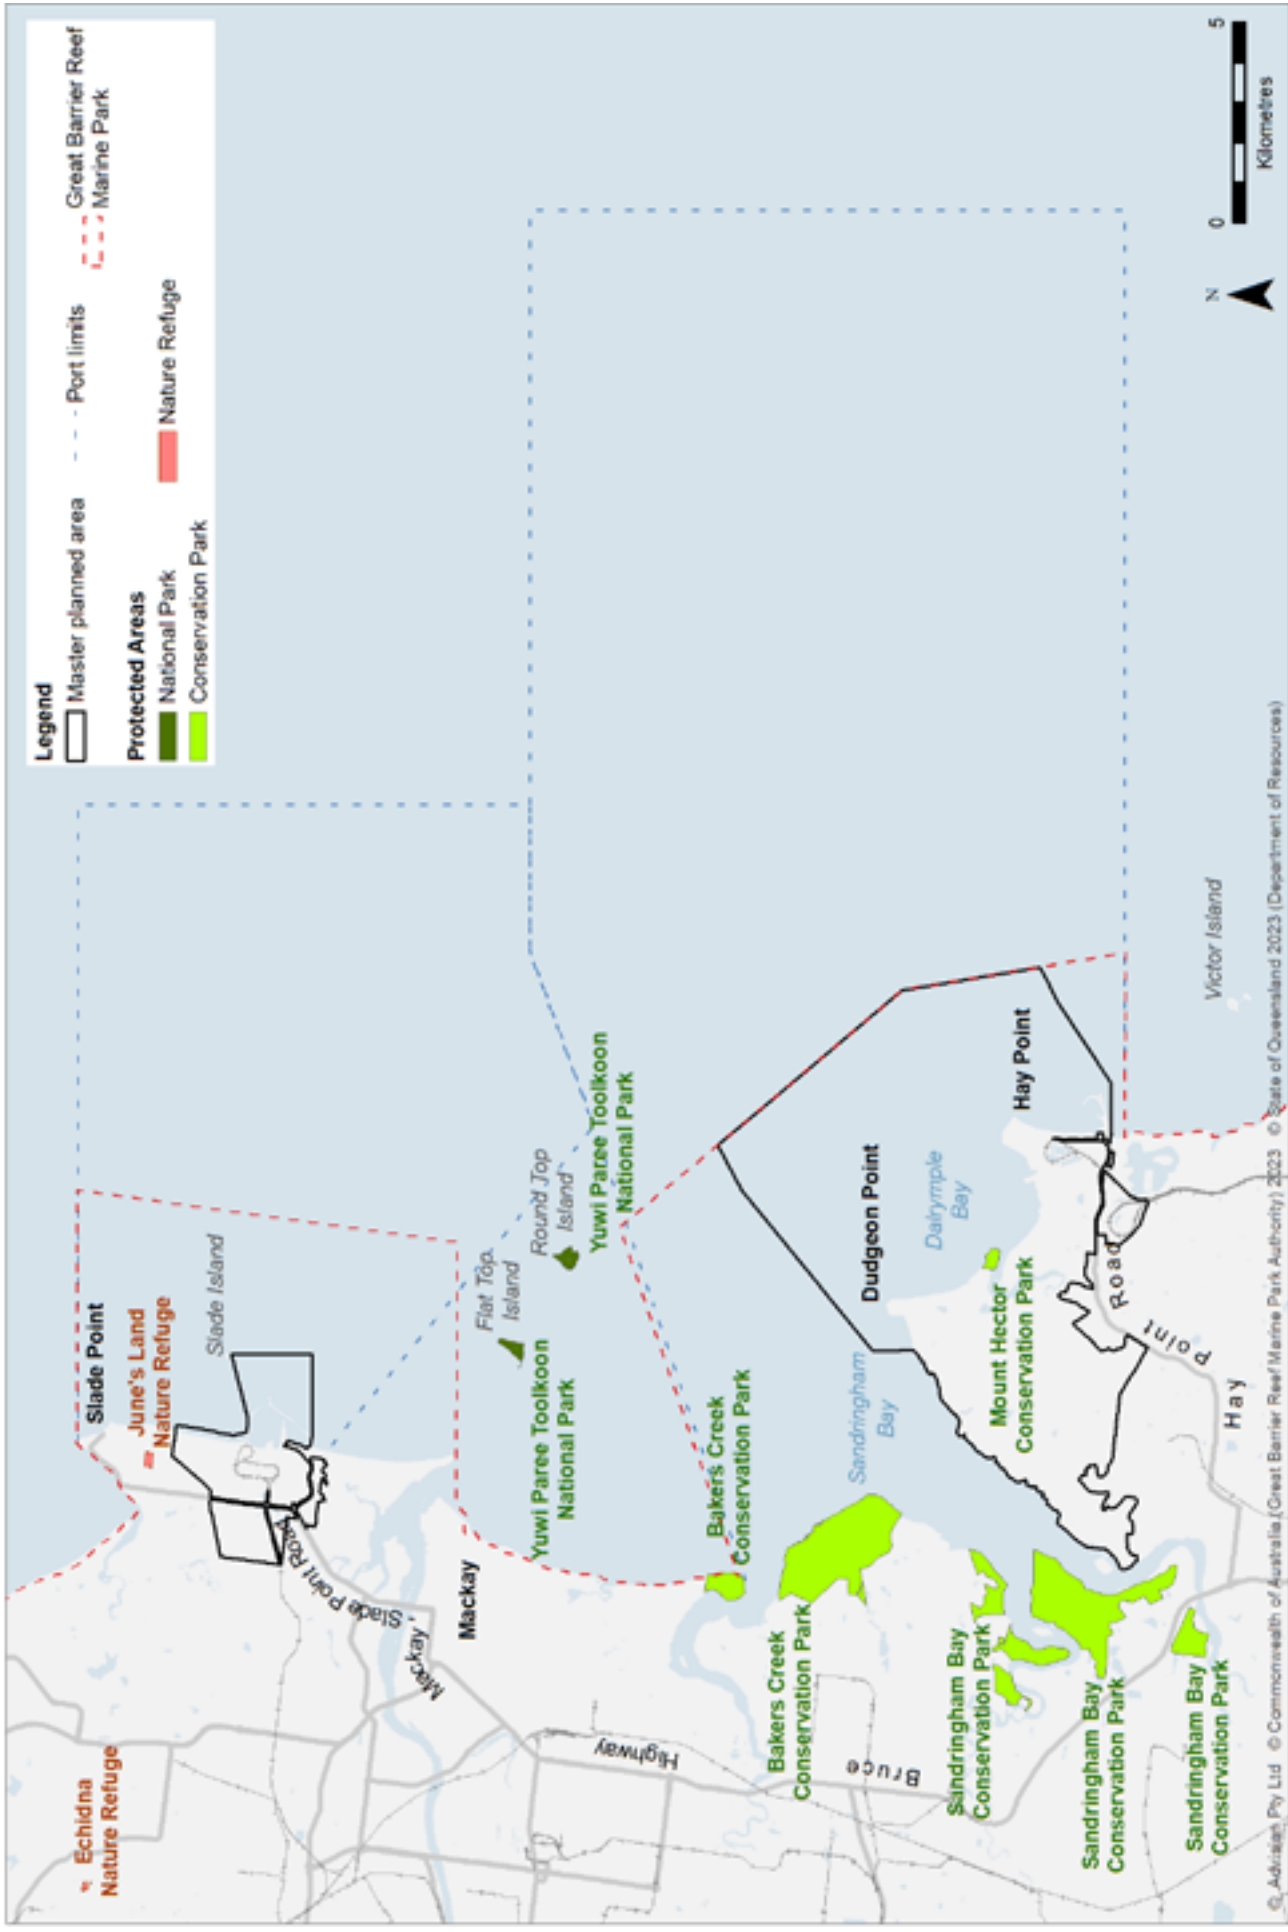 Legend
Master planned area
Port limits
Great Barrier Reef
Marine Park
Protected Areas
National Park
Nature Refuge
Conservation Park
Echidna
Nature Refuge
Slade Point
June's Land
Nature Refuge
Slade Island
Mackay
Slade Point Road
Mackay
Flat Top
Island
Round Top
Island
Yuwi Paree Toolkoon
National Park
Yuwi Paree Toolkoon
National Park
Highway
Bruce
Bakers Creek
Conservation Park
Bakers Creek
Conservation Park
Sandringham
Bay
Dudgeon Point
Dalrymple
Bay
Hay Point
Mount Hector
Conservation Park
Sandringham Bay
Conservation Park
Sandringham Bay
Conservation Park
Sandringham Bay
Conservation Park
Hay
Point
Road
Victor Island
N
0 5
Kilometres
© Advisian Pty Ltd © Commonwealth of Australia (Great Barrier Reef Marine Park Authority) 2023 © State of Queensland 2023 (Department of Resources)